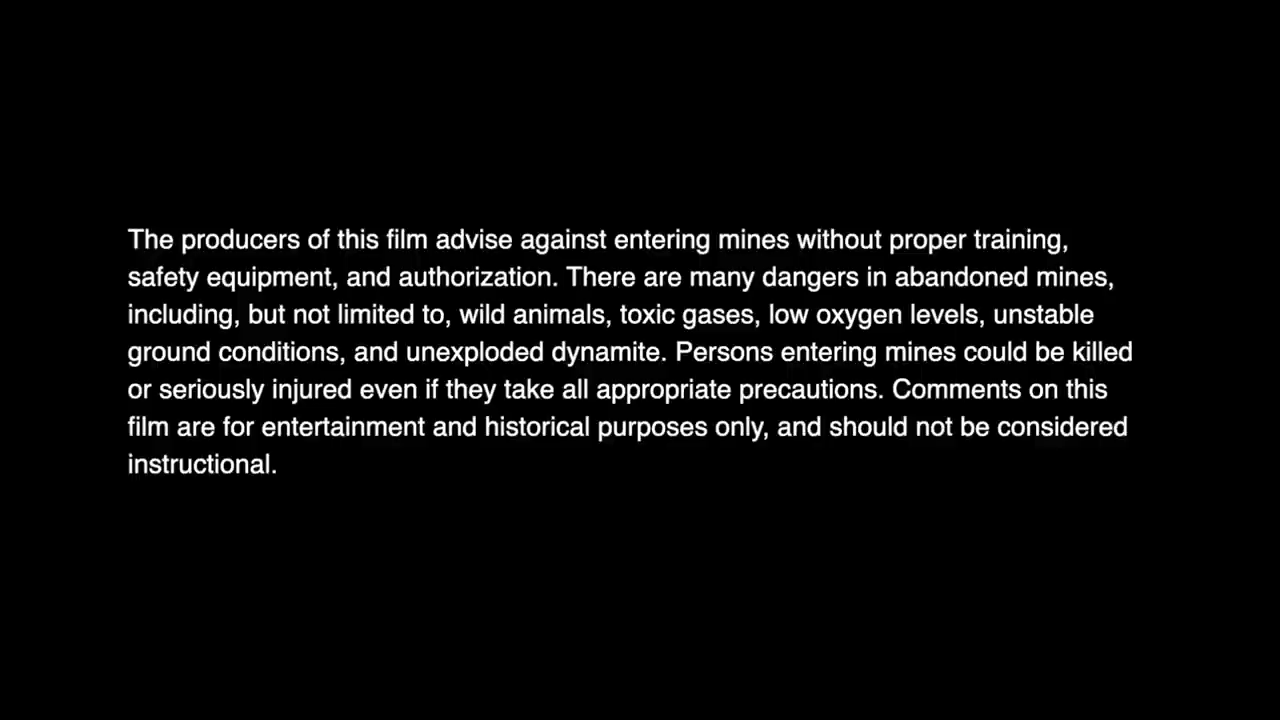 The producers of this film advise against entering mines without proper training,
safety equipment, and authorization. There are many dangers in abandoned mines,
including, but not limited to, wild animals, toxic gases, low oxygen levels, unstable
ground conditions, and unexploded dynamite. Persons entering mines could be killed
or seriously injured even if they take all appropriate precautions. Comments on this
film are for entertainment and historical purposes only, and should not be considered
instructional.